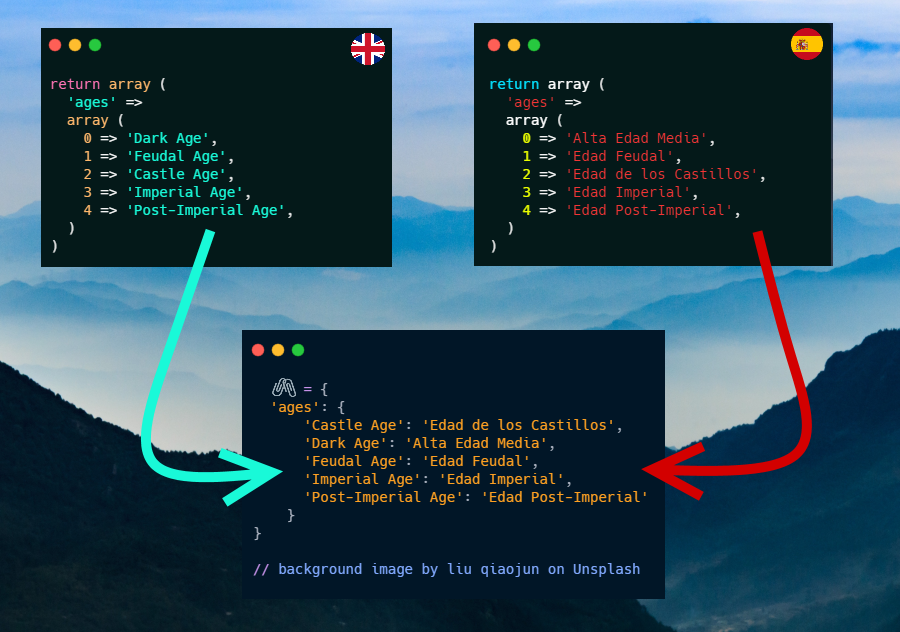 return array (
'ages' =>
array (
0 => 'Dark Age',
1 => 'Feudal Age',
2 => 'Castle Age',
3 => 'Imperial Age',
4 => 'Post-Imperial Age',
)
)
return array (
'ages' =>
array (
0 => 'Alta Edad Media',
1 => 'Edad Feudal',
2 => 'Edad de los Castillos',
3 => 'Edad Imperial',
4 => 'Edad Post-Imperial',
)
)
🖇 = {
'ages': {
'Castle Age': 'Edad de los Castillos',
'Dark Age': 'Alta Edad Media',
'Feudal Age': 'Edad Feudal',
'Imperial Age': 'Edad Imperial',
'Post-Imperial Age': 'Edad Post-Imperial'
}
}
// background image by liu qiaojun on Unsplash